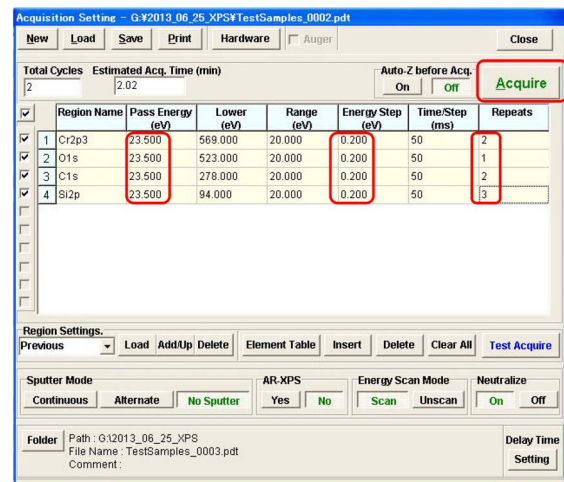 Acquisition Setting - G:¥2013_06_25_XPS¥TestSamples_0002.pdt
New Load Save Print Hardware Auger Close
Total Cycles Estimated Acq. Time (min) Auto-Z before Acq.
2 2.02 On Off Acquire
Region Name Pass Energy (eV) Lower (eV) Range (eV) Energy Step (eV) Time/Step (ms) Repeats
1 Cr2p3 23.500 569.000 20.000 0.200 50 2
2 O1s 23.500 523.000 20.000 0.200 50 1
3 C1s 23.500 278.000 20.000 0.200 50 2
4 Si2p 23.500 94.000 20.000 0.200 50 3
Region Settings.
Previous Load Add/Up Delete Element Table Insert Delete Clear All Test Acquire
Sputter Mode AR-XPS Energy Scan Mode Neutralize
Continuous Alternate No Sputter Yes No Scan Unscan On Off
Folder Path : G:\2013_06_25_XPS Delay Time
File Name : TestSamples_0003.pdt Setting
Comment :